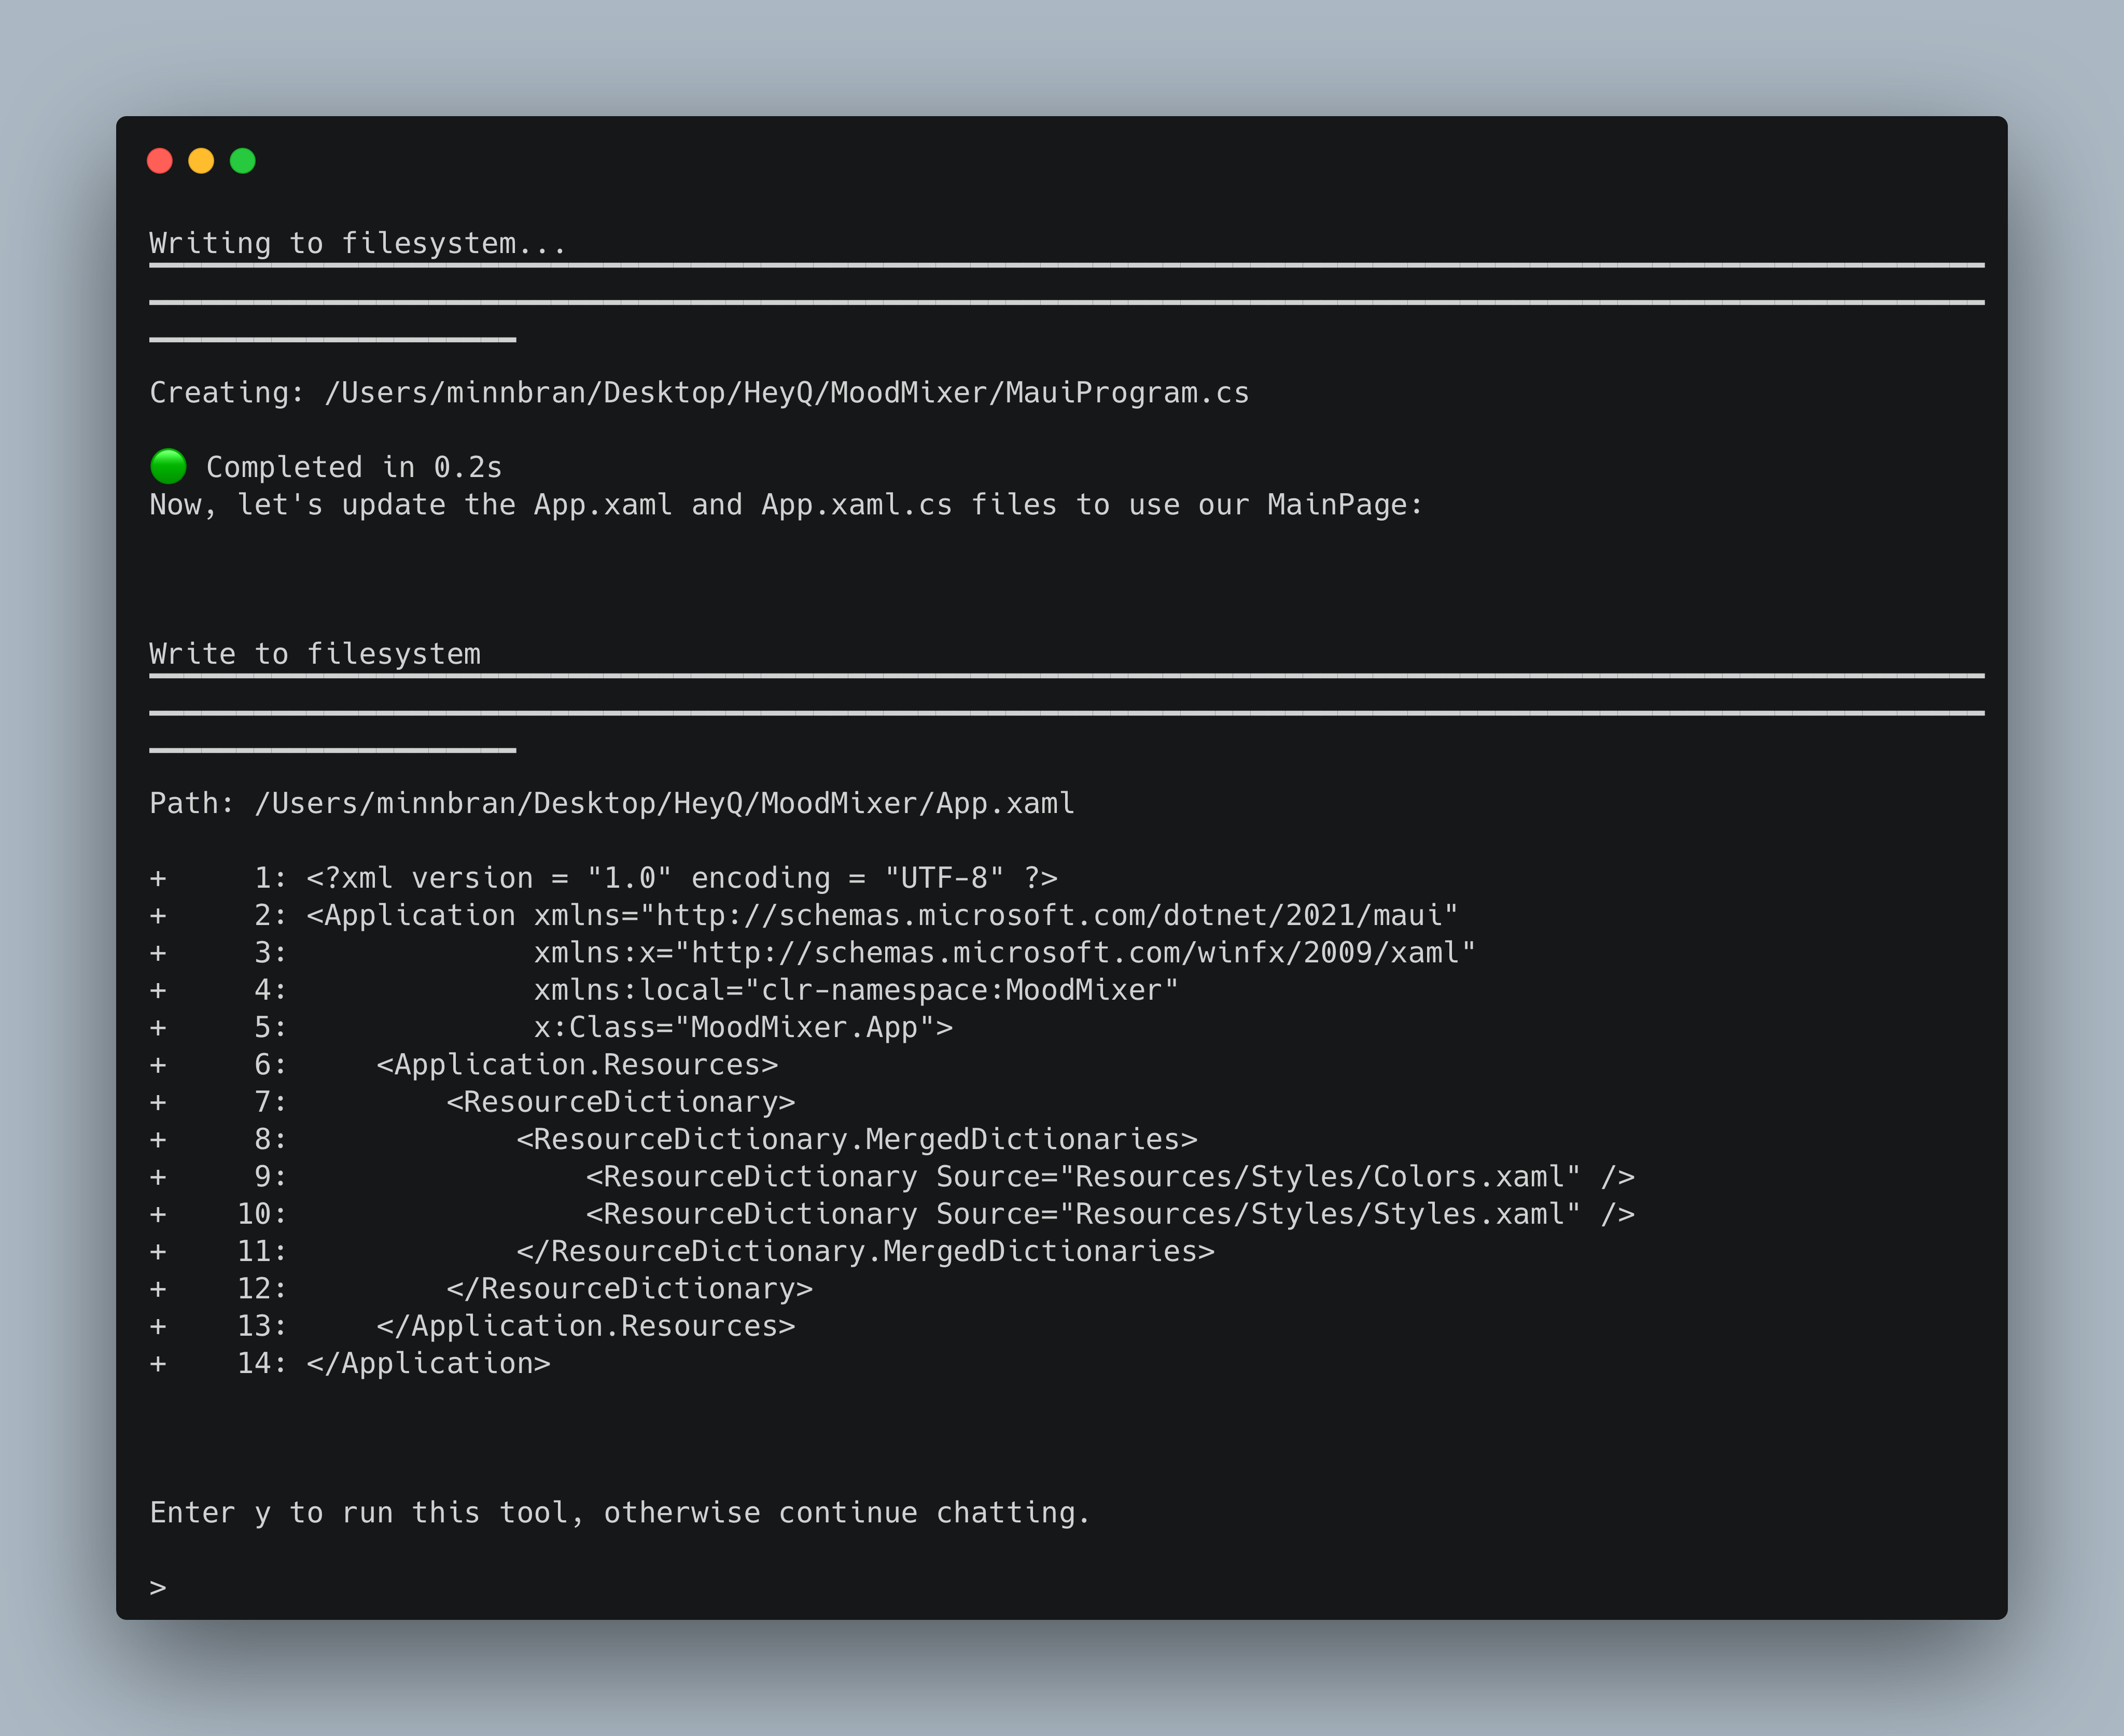 Writing to filesystem...
Creating: /Users/minnbran/Desktop/HeyQ/MoodMixer/MauiProgram.cs
Completed in 0.2s
Now, let's update the App.xaml and App.xaml.cs files to use our MainPage:
Write to filesystem
Path: /Users/minnbran/Desktop/HeyQ/MoodMixer/App.xaml
+     1: <?xml version = "1.0" encoding = "UTF-8" ?>
+     2: <Application xmlns="http://schemas.microsoft.com/dotnet/2021/maui"
+     3:              xmlns:x="http://schemas.microsoft.com/winfx/2009/xaml"
+     4:              xmlns:local="clr-namespace:MoodMixer"
+     5:              x:Class="MoodMixer.App">
+     6:     <Application.Resources>
+     7:         <ResourceDictionary>
+     8:             <ResourceDictionary.MergedDictionaries>
+     9:                 <ResourceDictionary Source="Resources/Styles/Colors.xaml" />
+    10:                 <ResourceDictionary Source="Resources/Styles/Styles.xaml" />
+    11:             </ResourceDictionary.MergedDictionaries>
+    12:         </ResourceDictionary>
+    13:     </Application.Resources>
+    14: </Application>
Enter y to run this tool, otherwise continue chatting.
>